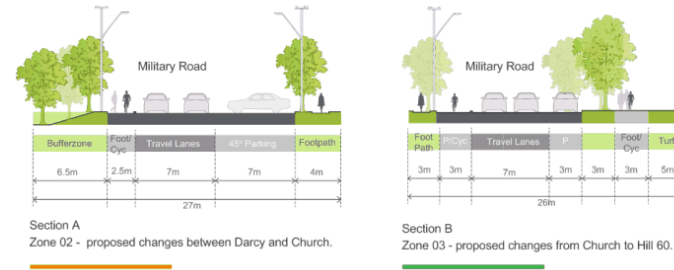 Military Road
Bufferzone Foot/ Cyc Travel Lanes 45° Parking Footpath
6.5m 2.5m 7m 7m 4m
27m
Section A
Zone 02 - proposed changes between Darcy and Church.
Military Road
Foot Path P/Cyc Travel Lanes P Foot/ Cyc Turf
3m 3m 7m 3m 3m 3m 5m
26m
Section B
Zone 03 - proposed changes from Church to Hill 60.